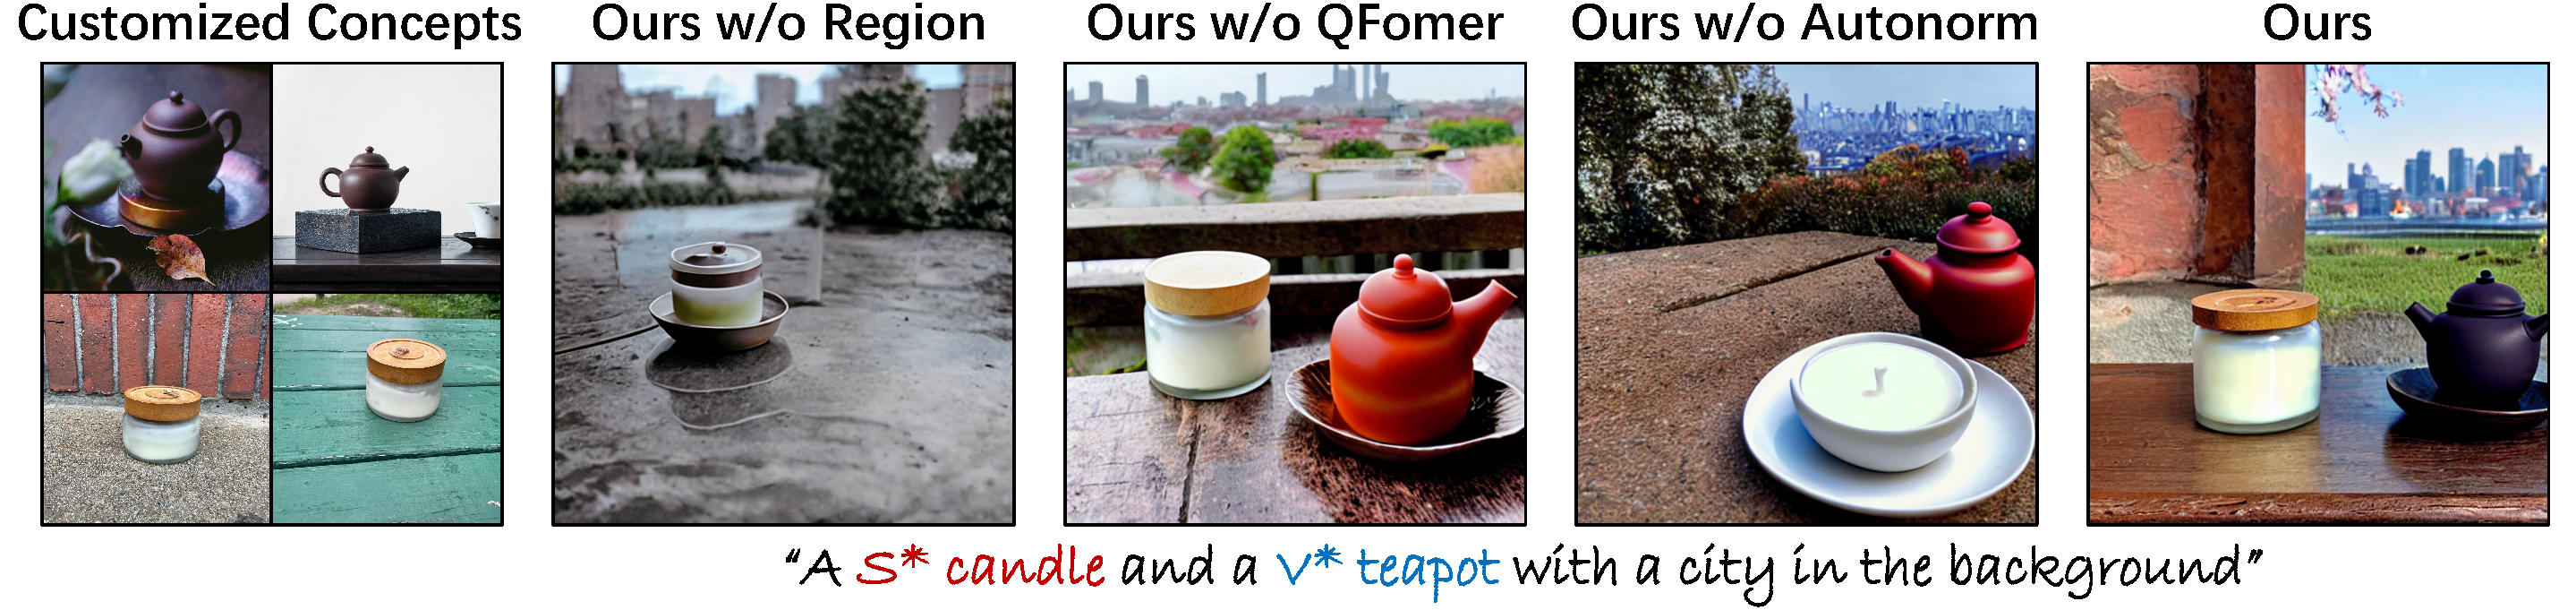 Customized Concepts
Ours w/o Region
Ours w/o QFomer
Ours w/o Autonorm
Ours
“A S* candle and a V* teapot with a city in the background”